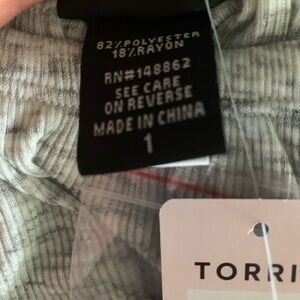 82%POLYESTER
18%RAYON
RN#148862
SEE CARE
ON REVERSE
MADE IN CHINA
1
TORRI